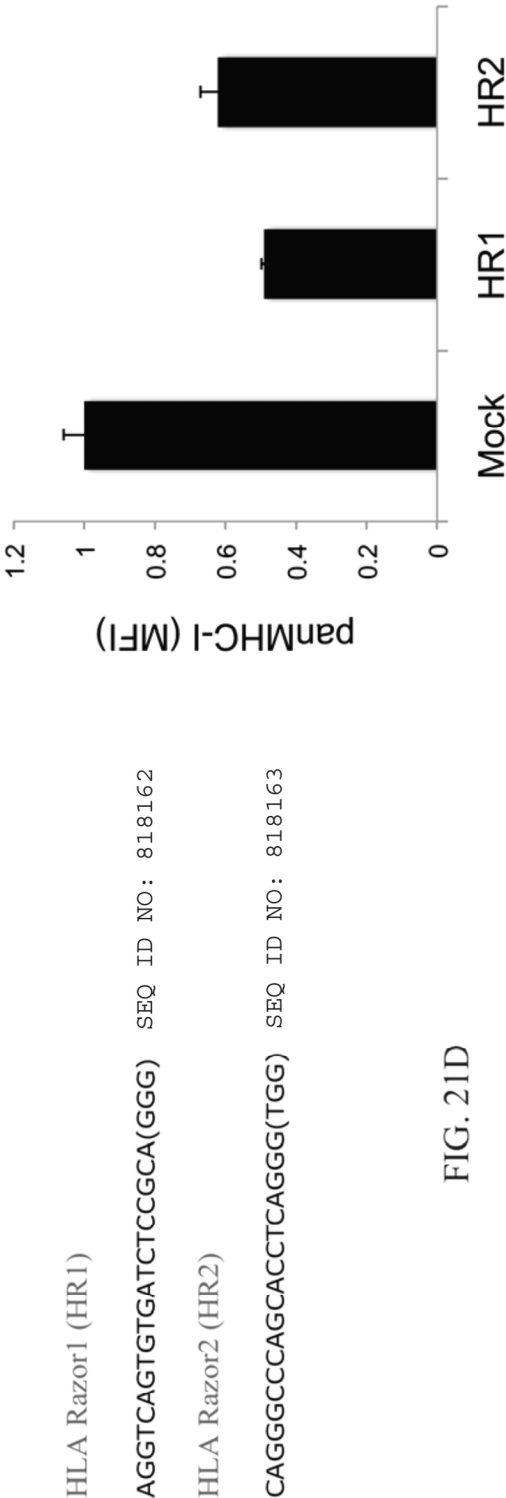 HLA Razor1 (HR1)
AGGTCAGTGTGATCTCCGCA(GGG) SEQ ID NO: 818162
HLA Razor2 (HR2)
CAGGGCCCAGCACCTCAGGG(TGG) SEQ ID NO: 818163
FIG. 21D
panMHC-I (MFI)
1.2
1
0.8
0.6
0.4
0.2
0
Mock
HR1
HR2